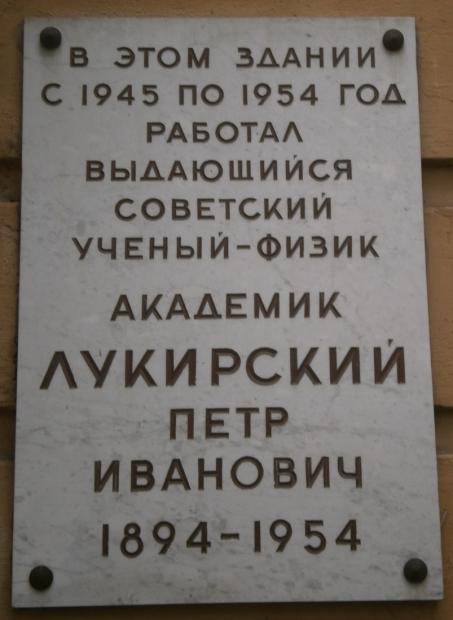 В ЭТОМ ЗДАНИИ
С 1945 ПО 1954 ГОД
РАБОТАЛ
ВЫДАЮЩИЙСЯ
СОВЕТСКИЙ
УЧЕНЫЙ-ФИЗИК
АКАДЕМИК
ЛУКИРСКИЙ
ПЕТР
ИВАНОВИЧ
1894-1954